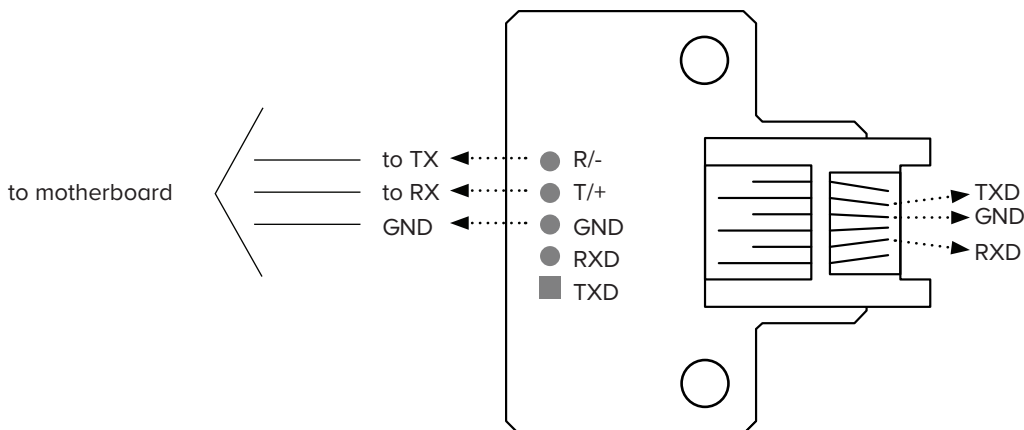 to motherboard
to TX
to RX
GND
R/-
T/+
GND
RXD
TXD
TXD
GND
RXD